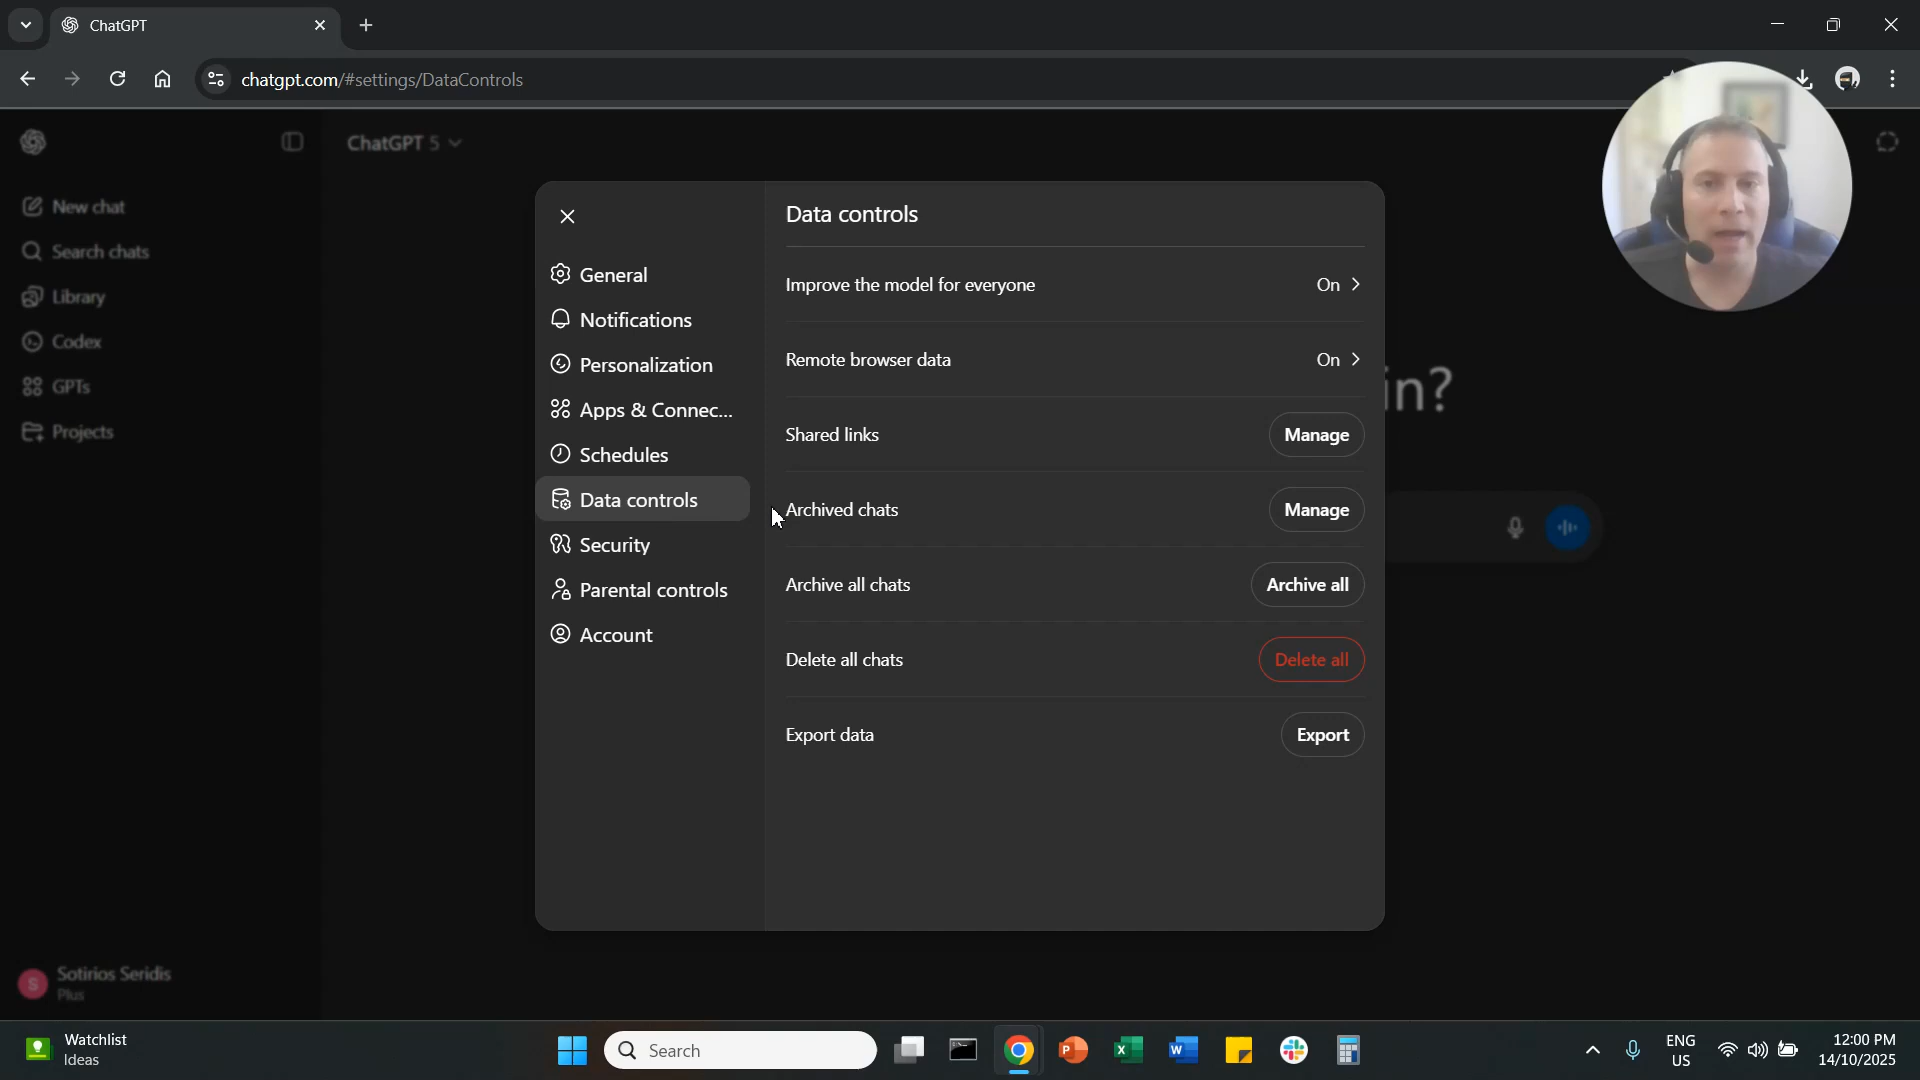 ChatGPT
chatgpt.com/#settings/DataControls
ChatGPT 5
New chat
Search chats
Library
Codex
GPTs
Projects
Data controls
General
Notifications
Personalization
Apps & Connec...
Schedules
Data controls
Security
Parental controls
Account
Improve the model for everyone On
Remote browser data On
Shared links Manage
Archived chats Manage
Archive all chats Archive all
Delete all chats Delete all
Export data Export
in?
S
Sotirios Seridis
Plus
Watchlist
Ideas
Search
ENG
US
12:00 PM
14/10/2025